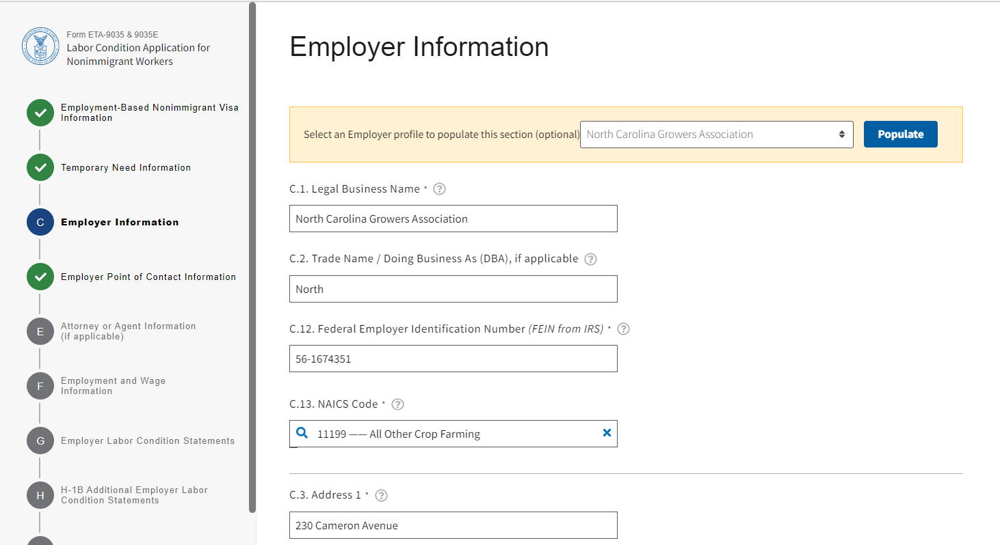 Form ETA-9035 & 9035E
Labor Condition Application for
Nonimmigrant Workers
Employment-Based Nonimmigrant Visa
Information
Temporary Need Information
C
Employer Information
Employer Point of Contact Information
E
Attorney or Agent Information
(if applicable)
F
Employment and Wage
Information
G
Employer Labor Condition Statements
H
H-1B Additional Employer Labor
Condition Statements
Employer Information
Select an Employer profile to populate this section (optional)
North Carolina Growers Association
Populate
C.1. Legal Business Name *
North Carolina Growers Association
C.2. Trade Name / Doing Business As (DBA), if applicable
North
C.12. Federal Employer Identification Number (FEIN from IRS) *
56-1674351
C.13. NAICS Code *
11199 —— All Other Crop Farming
C.3. Address 1 *
230 Cameron Avenue